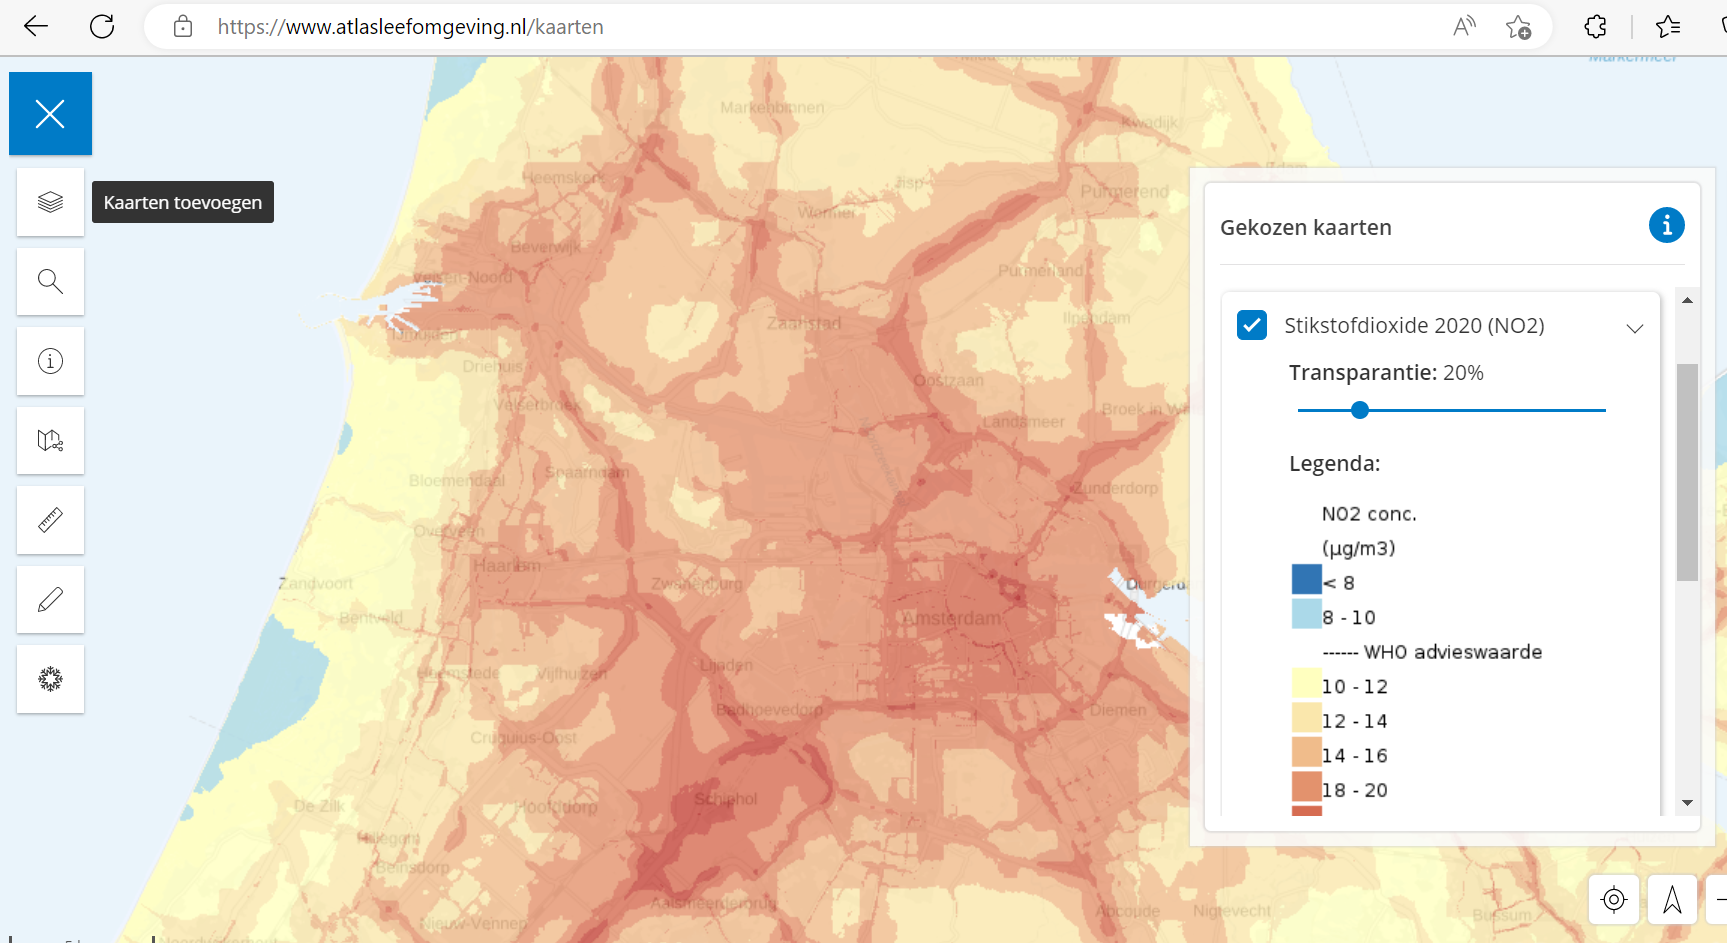 https://www.atlasleefomgeving.nl/kaarten
Markermeer
Middenbeemster
Markenbinnen
Kwadijk
Heemskerk
Jisp
Purmerend
Kaarten toevoegen
Wormer
Gekozen kaarten
Beverwijk
Velsen-Noord
Purmerland
Zaanstad
Ilpendam
Stikstofdioxide 2020 (NO2)
IJmuiden
Driehuis
Oostzaan
Transparantie: 20%
Velserbroek
Broek in W
Landsmeer
Legenda:
Spaarndam
Bloemendaal
Zunderdorp
NO2 conc.
Overveen
(µg/m3)
Haarlem
Zandvoort
Zwanenburg
Durgerd
< 8
Bentveld
Amsterdam
8 - 10
------ WHO advieswaarde
Heemstede
Vijfhuizen
Lijnden
10 - 12
Badhoevedorp
Diemen
12 - 14
Cruquius-Oost
14 - 16
18 - 20
De Zilk
Hoofddorp
Schiphol
Hillegom
Beinsdorp
Aalsmeerderbrug
Abcoude
Nigtevecht
Bussum
Nieuw-Vennep